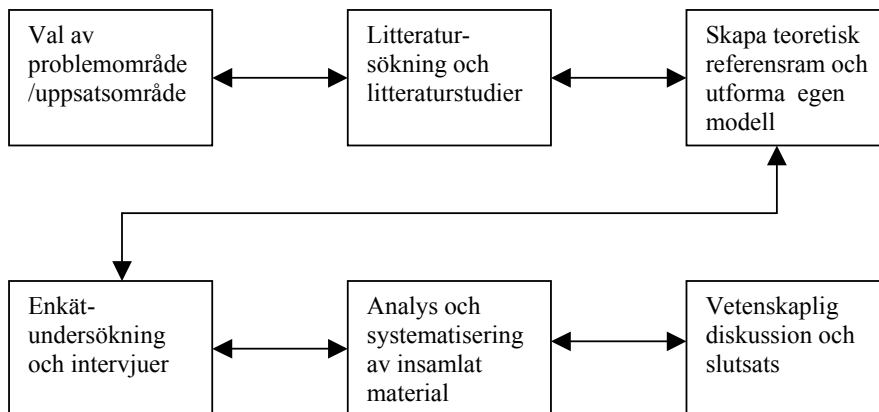 Val av
problemområde
/uppsatsområde
Litteratur-
sökning och
litteraturstudier
Skapa teoretisk
referensram och
utforma egen
modell
Enkät-
undersökning
och intervjuer
Analys och
systematisering
av insamlat
material
Vetenskaplig
diskussion och
slutsats